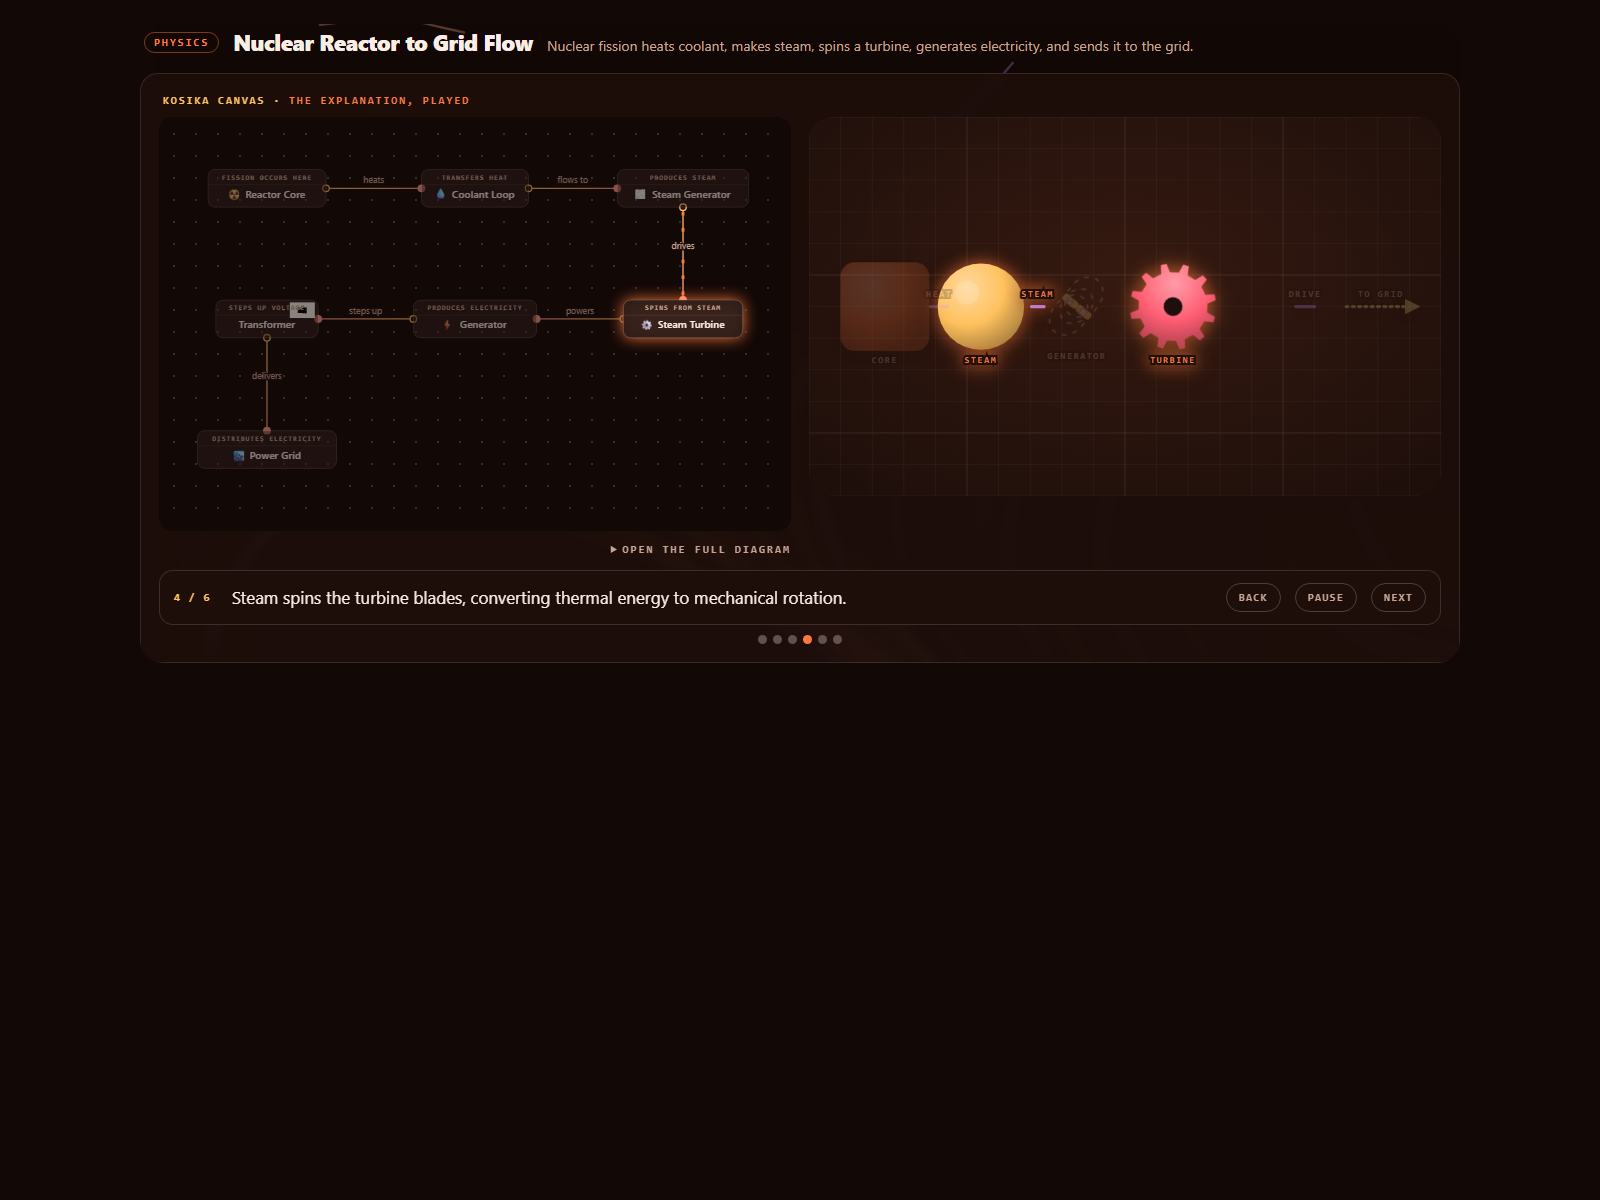 PHYSICS
Nuclear Reactor to Grid Flow
Nuclear fission heats coolant, makes steam, spins a turbine, generates electricity, and sends it to the grid.
KOSIKA CANVAS · THE EXPLANATION, PLAYED
FISSION OCCURS HERE
Reactor Core
heats
TRANSFERS HEAT
Coolant Loop
flows to
PRODUCES STEAM
Steam Generator
drives
STEPS UP
Transformer
steps up
PRODUCES ELECTRICITY
Generator
powers
SPINS FROM STEAM
Steam Turbine
delivers
DISTRIBUTES ELECTRICITY
Power Grid
HEAT
STEAM
DRIVE
TO GRID
CORE
STEAM
GENERATOR
TURBINE
OPEN THE FULL DIAGRAM
4 / 6
Steam spins the turbine blades, converting thermal energy to mechanical rotation.
BACK
PAUSE
NEXT